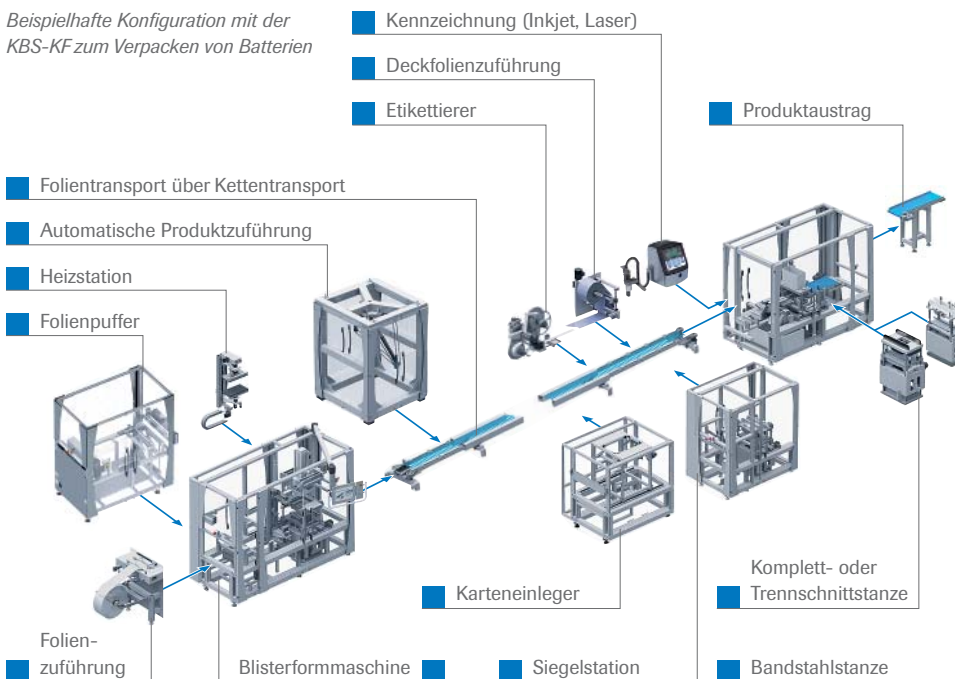 Beispielhafte Konfiguration mit der
KBS-KF zum Verpacken von Batterien
Kennzeichnung (Inkjet, Laser)
Deckfolienzuführung
Etikettierer
Produktaustrag
Folientransport über Kettentransport
Automatische Produktzuführung
Heizstation
Folienpuffer
Karteneinleger
Komplett- oder
Trennschnittstanze
Folien-
zuführung
Blisterformmaschine
Siegelstation
Bandstahlstanze